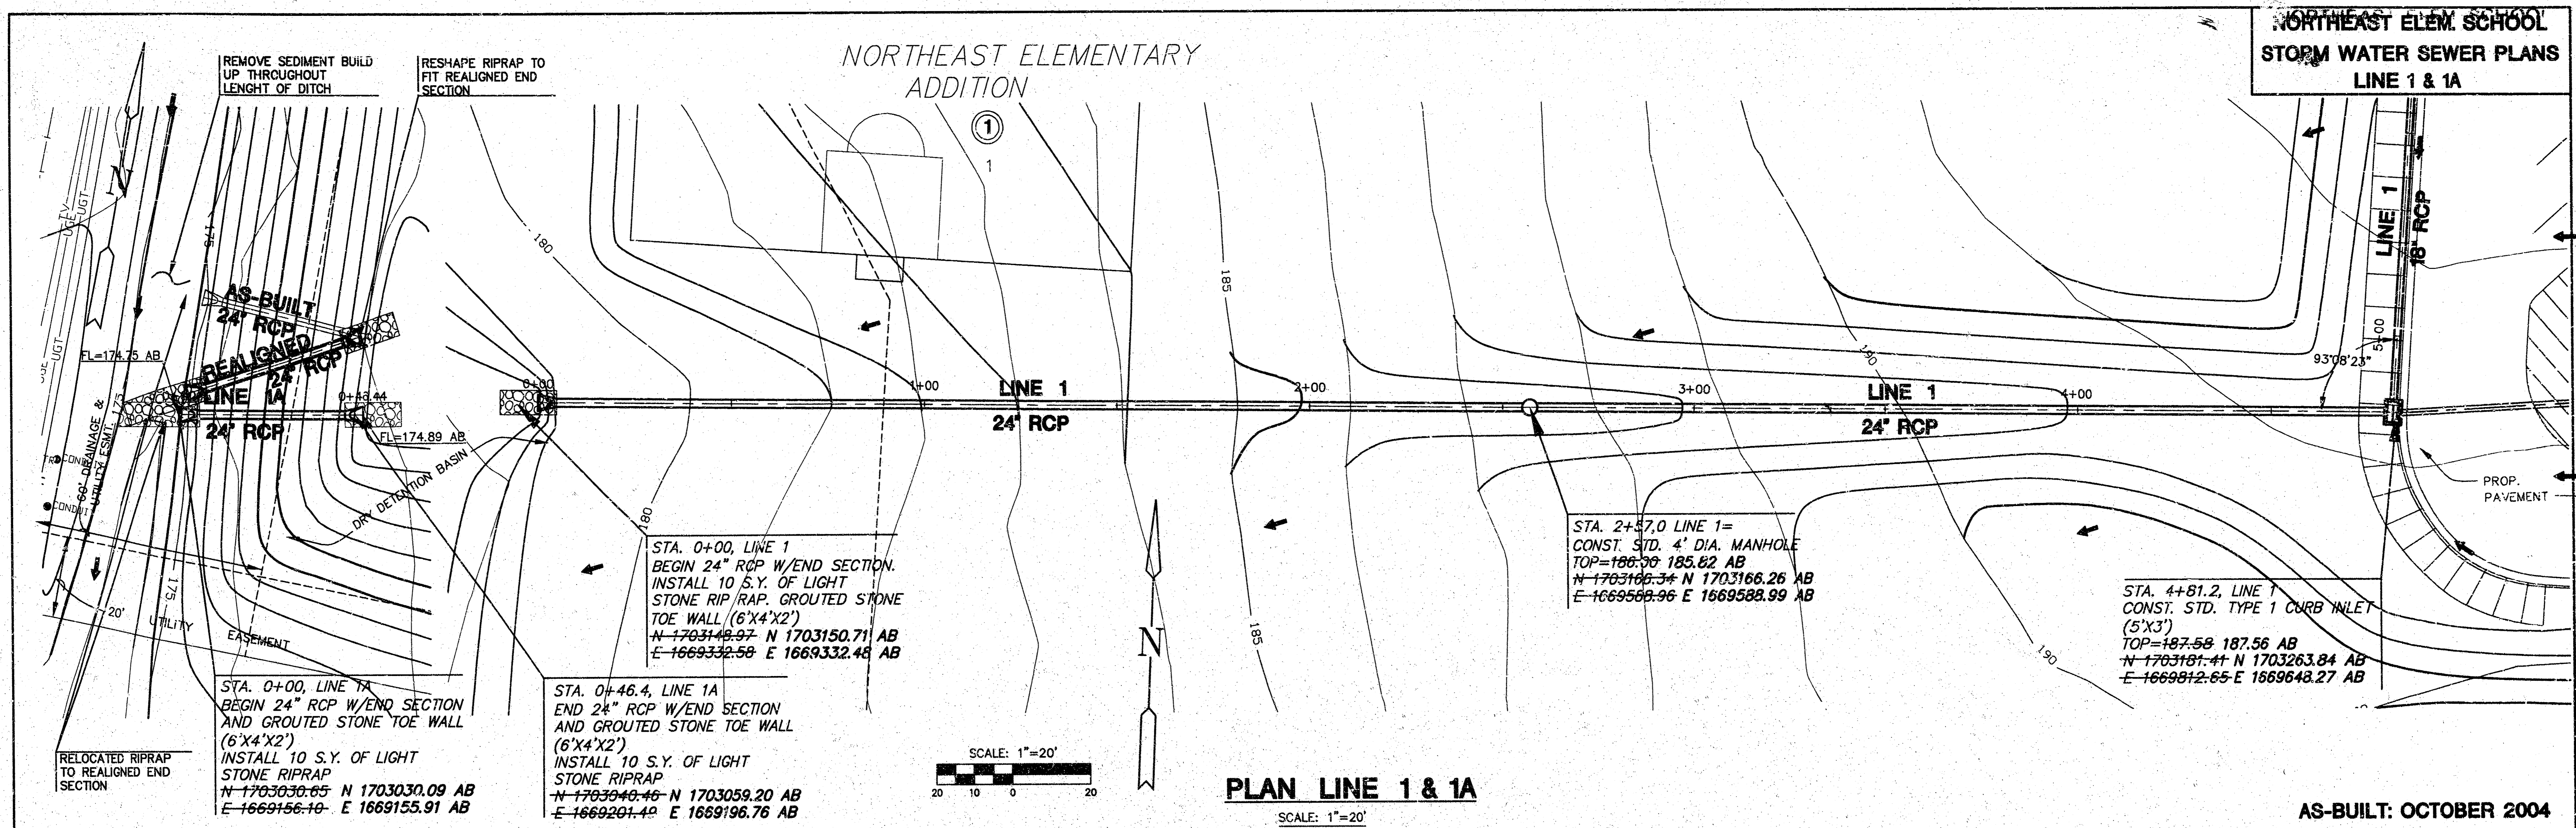 NORTHEAST ELEM. SCHOOL
STORM WATER SEWER PLANS
LINE 1 & 1A
NORTHEAST ELEMENTARY
ADDITION
1
1
REMOVE SEDIMENT BUILD
UP THROUGHOUT
LENGHT OF DITCH
RESHAPE RIPRAP TO
FIT REALIGNED END
SECTION
N
UGT
UGT
175
180
185
190
LINE 1
18" RCP
5+00
93°08'23"
AS-BUILT
24" RCP
REALIGNED
24" RCP
FL=174.75 AB
LINE 1A
0+46.44
24" RCP
FL=174.89 AB
0+00
1+00
LINE 1
24" RCP
2+00
3+00
LINE 1
24" RCP
4+00
175
60' DRAINAGE &
UTILITY ESMT.
CONDUI
DRY DETENTION BASIN
180
185
190
175
20'
UTILITY
EASEMENT
PROP.
PAVEMENT
STA. 0+00, LINE 1
BEGIN 24" RCP W/END SECTION.
INSTALL 10 S.Y. OF LIGHT
STONE RIP RAP. GROUTED STONE
TOE WALL (6'X4'X2')
N 1703148.97 N 1703150.71 AB
E 1669332.58 E 1669332.48 AB
STA. 2+57.0 LINE 1=
CONST. STD. 4' DIA. MANHOLE
TOP=186.30 185.82 AB
N 1703166.34 N 1703166.26 AB
E 1669588.96 E 1669588.99 AB
STA. 4+81.2, LINE 1
CONST. STD. TYPE 1 CURB INLET
(5'X3')
TOP=187.58 187.56 AB
N 1703181.41 N 1703263.84 AB
E 1669812.65 E 1669648.27 AB
STA. 0+00, LINE 1A
BEGIN 24" RCP W/END SECTION
AND GROUTED STONE TOE WALL
(6'X4'X2')
INSTALL 10 S.Y. OF LIGHT
STONE RIPRAP
N 1703030.65 N 1703030.09 AB
E 1669156.10 E 1669155.91 AB
STA. 0+46.4, LINE 1A
END 24" RCP W/END SECTION
AND GROUTED STONE TOE WALL
(6'X4'X2')
INSTALL 10 S.Y. OF LIGHT
STONE RIPRAP
N 1703040.46 N 1703059.20 AB
E 1669201.49 E 1669196.76 AB
RELOCATED RIPRAP
TO REALIGNED END
SECTION
N
SCALE: 1"=20'
20 10 0 20
PLAN LINE 1 & 1A
SCALE: 1"=20'
AS-BUILT: OCTOBER 2004